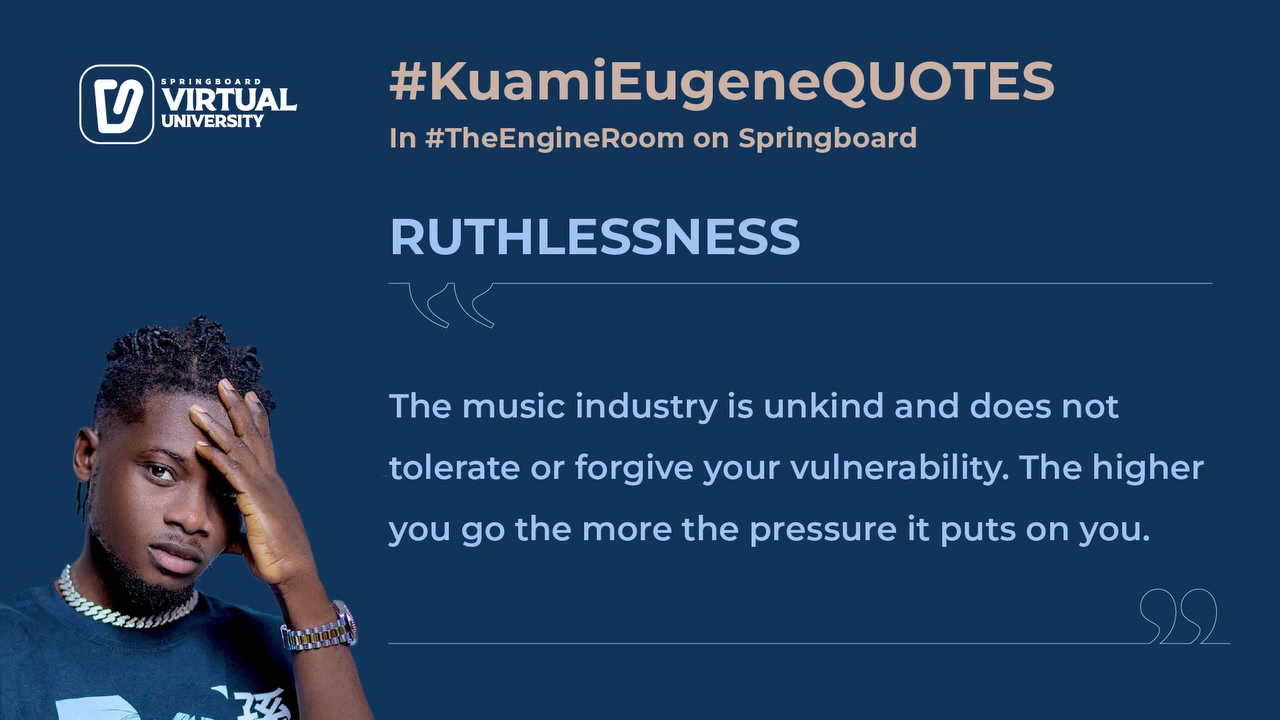 SPRINGBOARD
VIRTUAL
UNIVERSITY
#KuamiEugeneQUOTES
In #TheEngineRoom on Springboard
RUTHLESSNESS
The music industry is unkind and does not
tolerate or forgive your vulnerability. The higher
you go the more the pressure it puts on you.